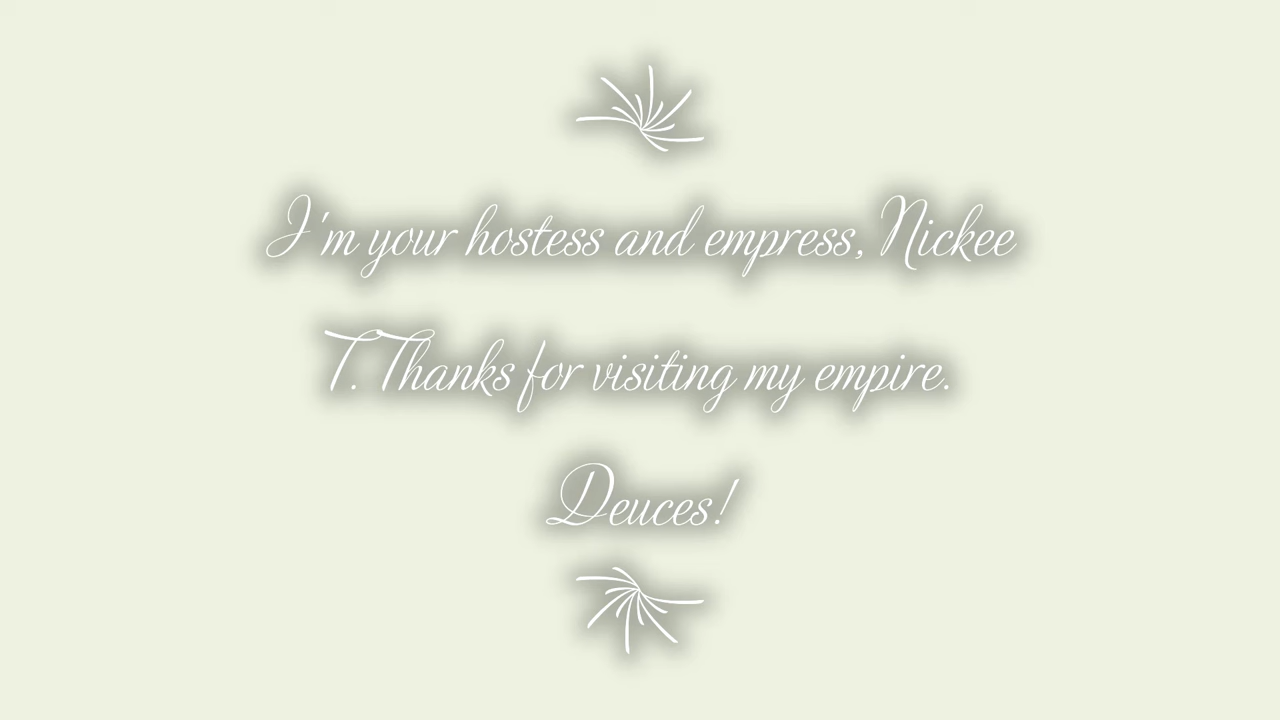 I'm your hostess and empress, Nickee
T. Thanks for visiting my empire.
Deuces!